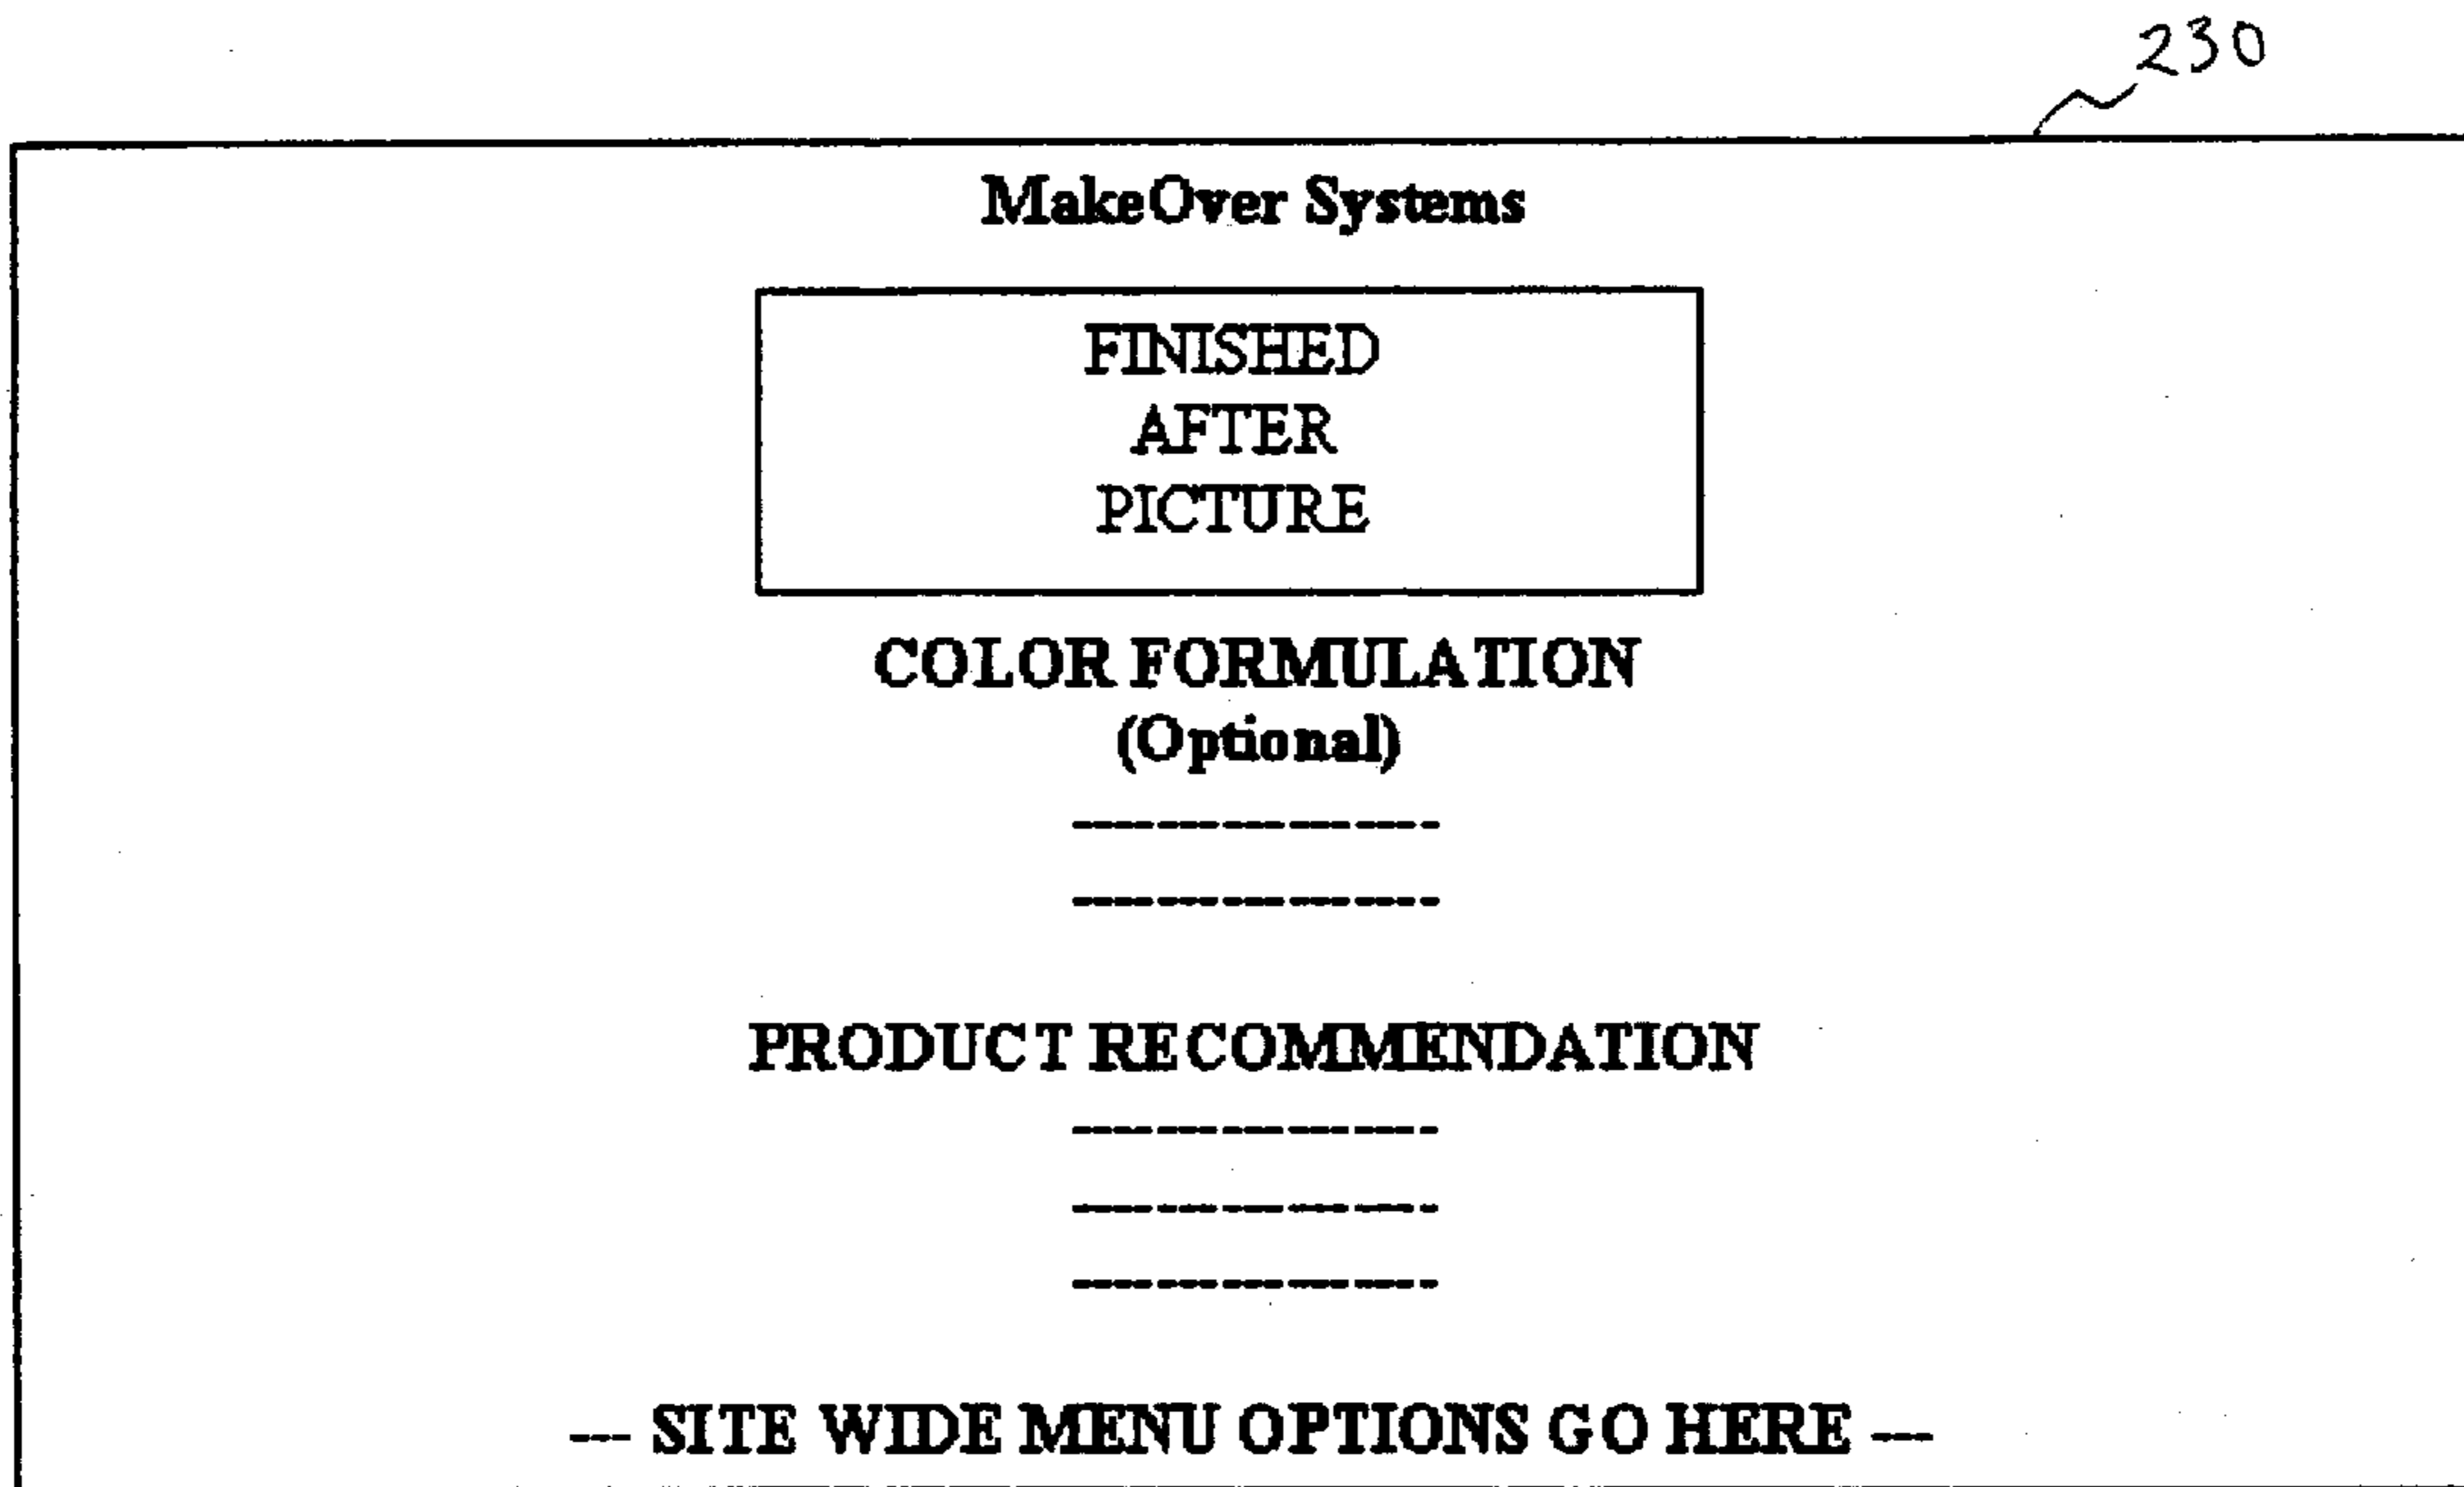 230
MakeOver Systems
FINISHED
AFTER
PICTURE
COLOR FORMULATION
(Optional)
---------------
---------------
PRODUCT RECOMMENDATION
---------------
---------------
---------------
--- SITE WIDE MENU OPTIONS GO HERE ---